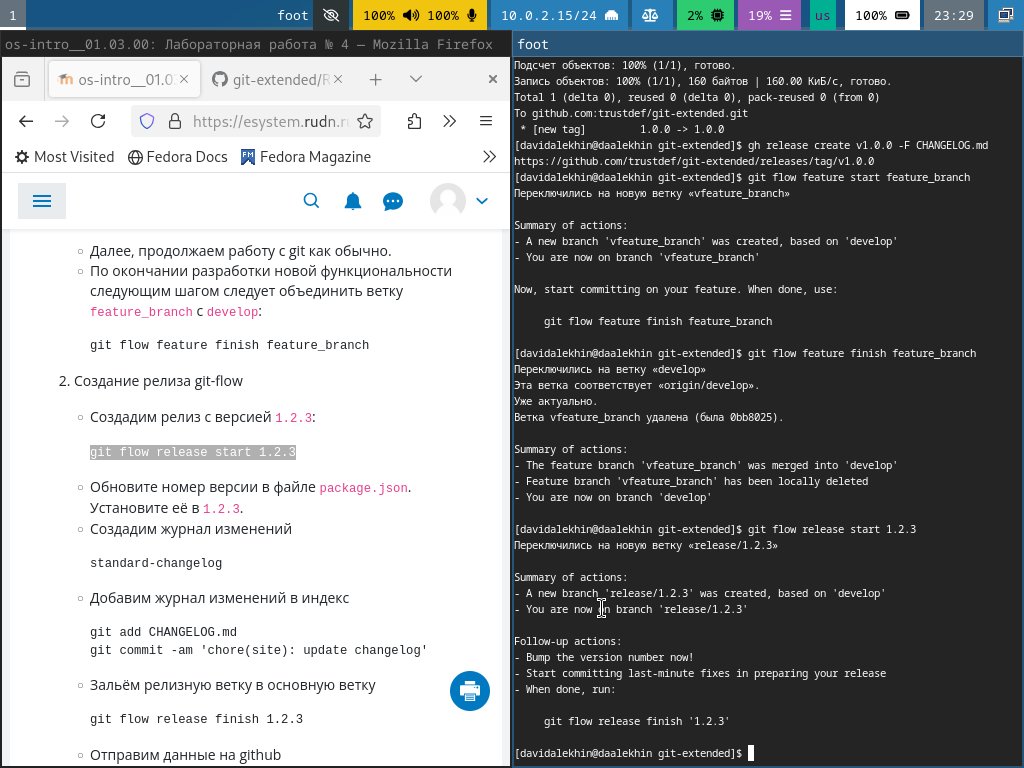 1
foot
100%
100%
10.0.2.15/24
2%
19%
us
100%
23:29
os-intro__01.03.00: Лабораторная работа № 4 — Mozilla Firefox
os-intro__01.0
git-extended/R
https://esystem.rudn.r
Most Visited
Fedora Docs
Fedora Magazine
Далее, продолжаем работу с git как обычно.
По окончании разработки новой функциональности
следующим шагом следует объединить ветку
feature_branch с develop:
git flow feature finish feature_branch
2. Создание релиза git-flow
Создадим релиз с версией 1.2.3:
git flow release start 1.2.3
Обновите номер версии в файле package.json.
Установите её в 1.2.3.
Создадим журнал изменений
standard-changelog
Добавим журнал изменений в индекс
git add CHANGELOG.md
git commit -am 'chore(site): update changelog'
Зальём релизную ветку в основную ветку
git flow release finish 1.2.3
Отправим данные на github
foot
Подсчет объектов: 100% (1/1), готово.
Запись объектов: 100% (1/1), 160 байтов | 160.00 КиБ/с, готово.
Total 1 (delta 0), reused 0 (delta 0), pack-reused 0 (from 0)
To github.com:trustdef/git-extended.git
 * [new tag]         1.0.0 -> 1.0.0
[davidalekhin@daalekhin git-extended]$ gh release create v1.0.0 -F CHANGELOG.md
https://github.com/trustdef/git-extended/releases/tag/v1.0.0
[davidalekhin@daalekhin git-extended]$ git flow feature start feature_branch
Переключились на новую ветку «vfeature_branch»
Summary of actions:
- A new branch 'vfeature_branch' was created, based on 'develop'
- You are now on branch 'vfeature_branch'
Now, start committing on your feature. When done, use:
     git flow feature finish feature_branch
[davidalekhin@daalekhin git-extended]$ git flow feature finish feature_branch
Переключились на ветку «develop»
Эта ветка соответствует «origin/develop».
Уже актуально.
Ветка vfeature_branch удалена (была 0bb8025).
Summary of actions:
- The feature branch 'vfeature_branch' was merged into 'develop'
- Feature branch 'vfeature_branch' has been locally deleted
- You are now on branch 'develop'
[davidalekhin@daalekhin git-extended]$ git flow release start 1.2.3
Переключились на новую ветку «release/1.2.3»
Summary of actions:
- A new branch 'release/1.2.3' was created, based on 'develop'
- You are now on branch 'release/1.2.3'
Follow-up actions:
- Bump the version number now!
- Start committing last-minute fixes in preparing your release
- When done, run:
     git flow release finish '1.2.3'
[davidalekhin@daalekhin git-extended]$